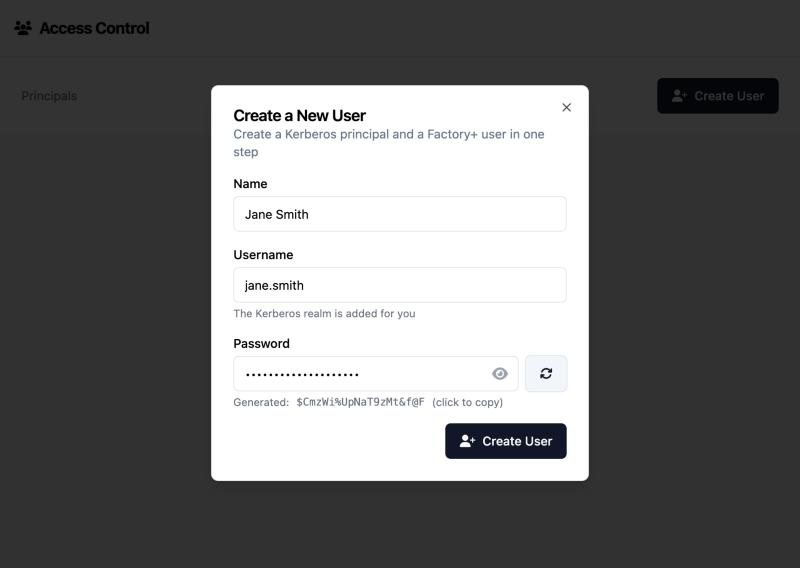 Access Control
Principals
Create User
Create a New User
Create a Kerberos principal and a Factory+ user in one
step
Name
Jane Smith
Username
jane.smith
The Kerberos realm is added for you
Password
••••••••••••••••••••
Generated: $CmzWi%UpNaT9zMt&f@F (click to copy)
Create User